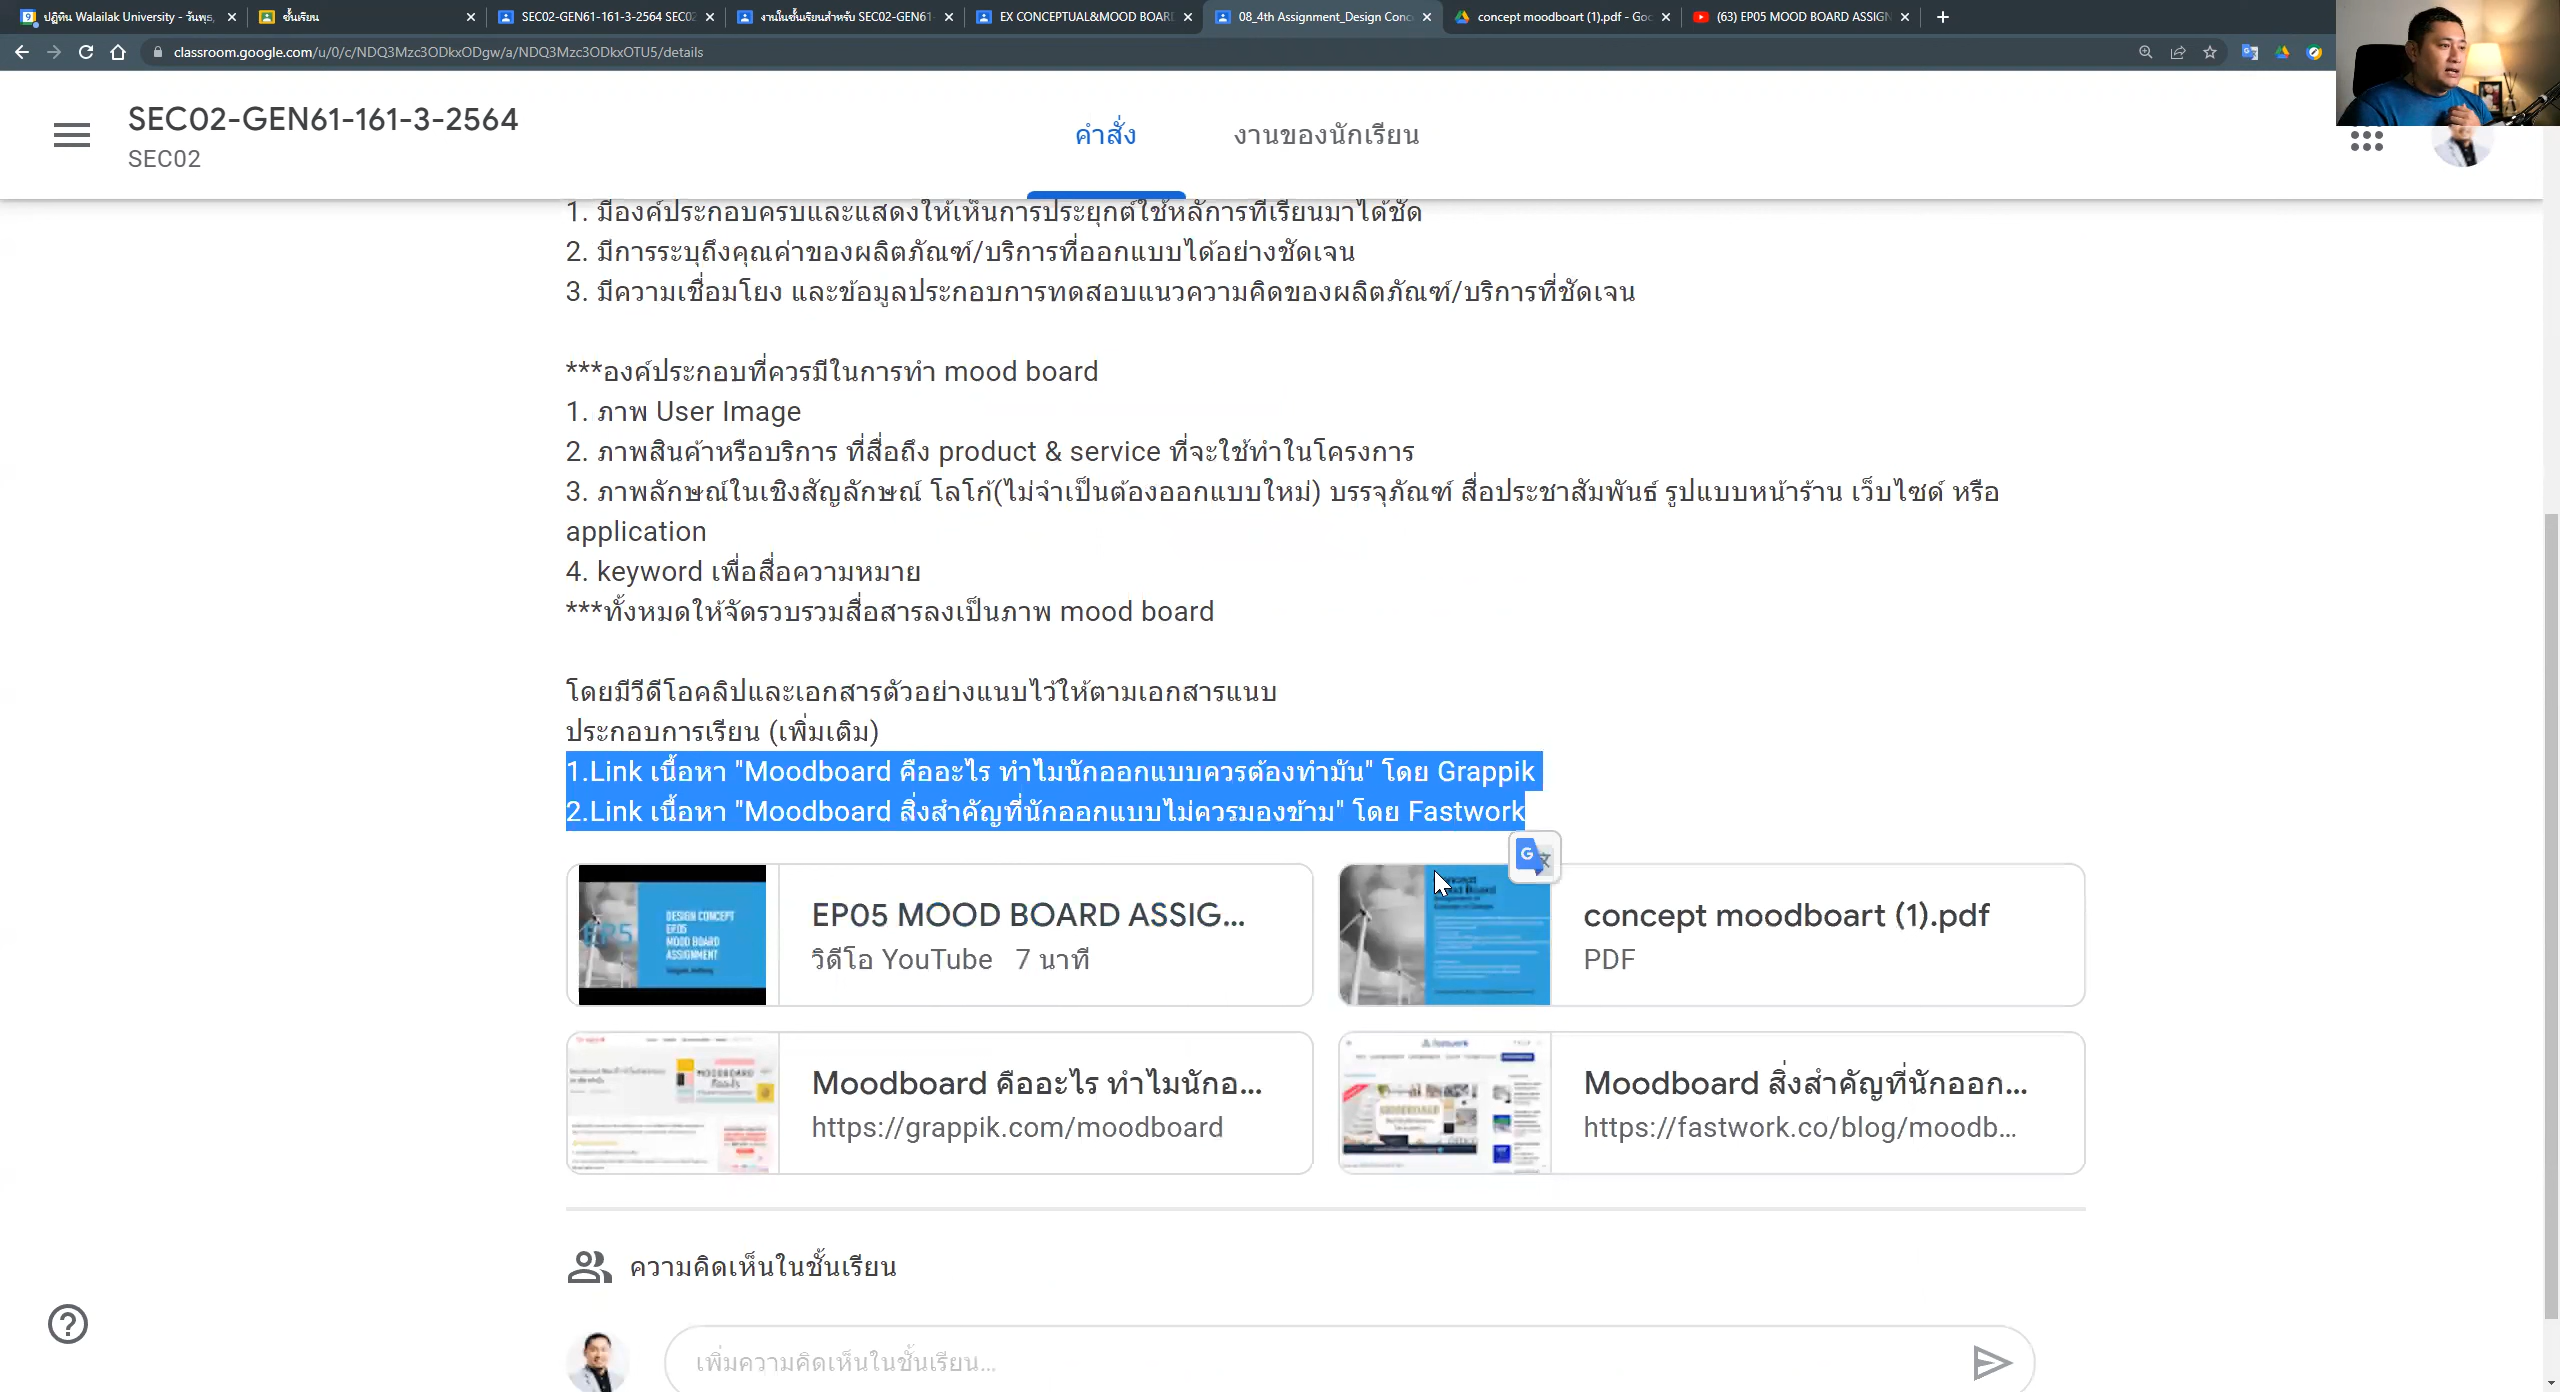 ปฏิทิน Walailak University - วันพุธ,
ชั้นเรียน
SEC02-GEN61-161-3-2564 SEC02
งานในชั้นเรียนสำหรับ SEC02-GEN61-
EX CONCEPTUAL&MOOD BOARD
08_4th Assignment_Design Conc
concept moodboart (1).pdf - Goo
(63) EP05 MOOD BOARD ASSIGN
classroom.google.com/u/0/c/NDQ3Mzc3ODkxODgw/a/NDQ3Mzc3ODkxOTU5/details
SEC02-GEN61-161-3-2564
SEC02
คำสั่ง
งานของนักเรียน
1. มีองค์ประกอบครบและแสดงให้เห็นการประยุกต์ใช้หลักการที่เรียนมาได้ชัด
2. มีการระบุถึงคุณค่าของผลิตภัณฑ์/บริการที่ออกแบบได้อย่างชัดเจน
3. มีความเชื่อมโยง และข้อมูลประกอบการทดสอบแนวความคิดของผลิตภัณฑ์/บริการที่ชัดเจน
***องค์ประกอบที่ควรมีในการทำ mood board
1. ภาพ User Image
2. ภาพสินค้าหรือบริการ ที่สื่อถึง product & service ที่จะใช้ทำในโครงการ
3. ภาพลักษณ์ในเชิงสัญลักษณ์ โลโก้(ไม่จำเป็นต้องออกแบบใหม่) บรรจุภัณฑ์ สื่อประชาสัมพันธ์ รูปแบบหน้าร้าน เว็บไซด์ หรือ
application
4. keyword เพื่อสื่อความหมาย
***ทั้งหมดให้จัดรวบรวมสื่อสารลงเป็นภาพ mood board
โดยมีวีดีโอคลิปและเอกสารตัวอย่างแนบไว้ให้ตามเอกสารแนบ
ประกอบการเรียน (เพิ่มเติม)
1.Link เนื้อหา "Moodboard คืออะไร ทำไมนักออกแบบควรต้องทำมัน" โดย Grappik
2.Link เนื้อหา "Moodboard สิ่งสำคัญที่นักออกแบบไม่ควรมองข้าม" โดย Fastwork
EP5
DESIGN CONCEPT
EP.05
MOOD BOARD
ASSIGNMENT
EP05 MOOD BOARD ASSIG...
วิดีโอ YouTube 7 นาที
concept moodboart (1).pdf
PDF
Moodboard คืออะไร ทำไมนักอ...
https://grappik.com/moodboard
Moodboard สิ่งสำคัญที่นักออก...
https://fastwork.co/blog/moodb...
ความคิดเห็นในชั้นเรียน
เพิ่มความคิดเห็นในชั้นเรียน...